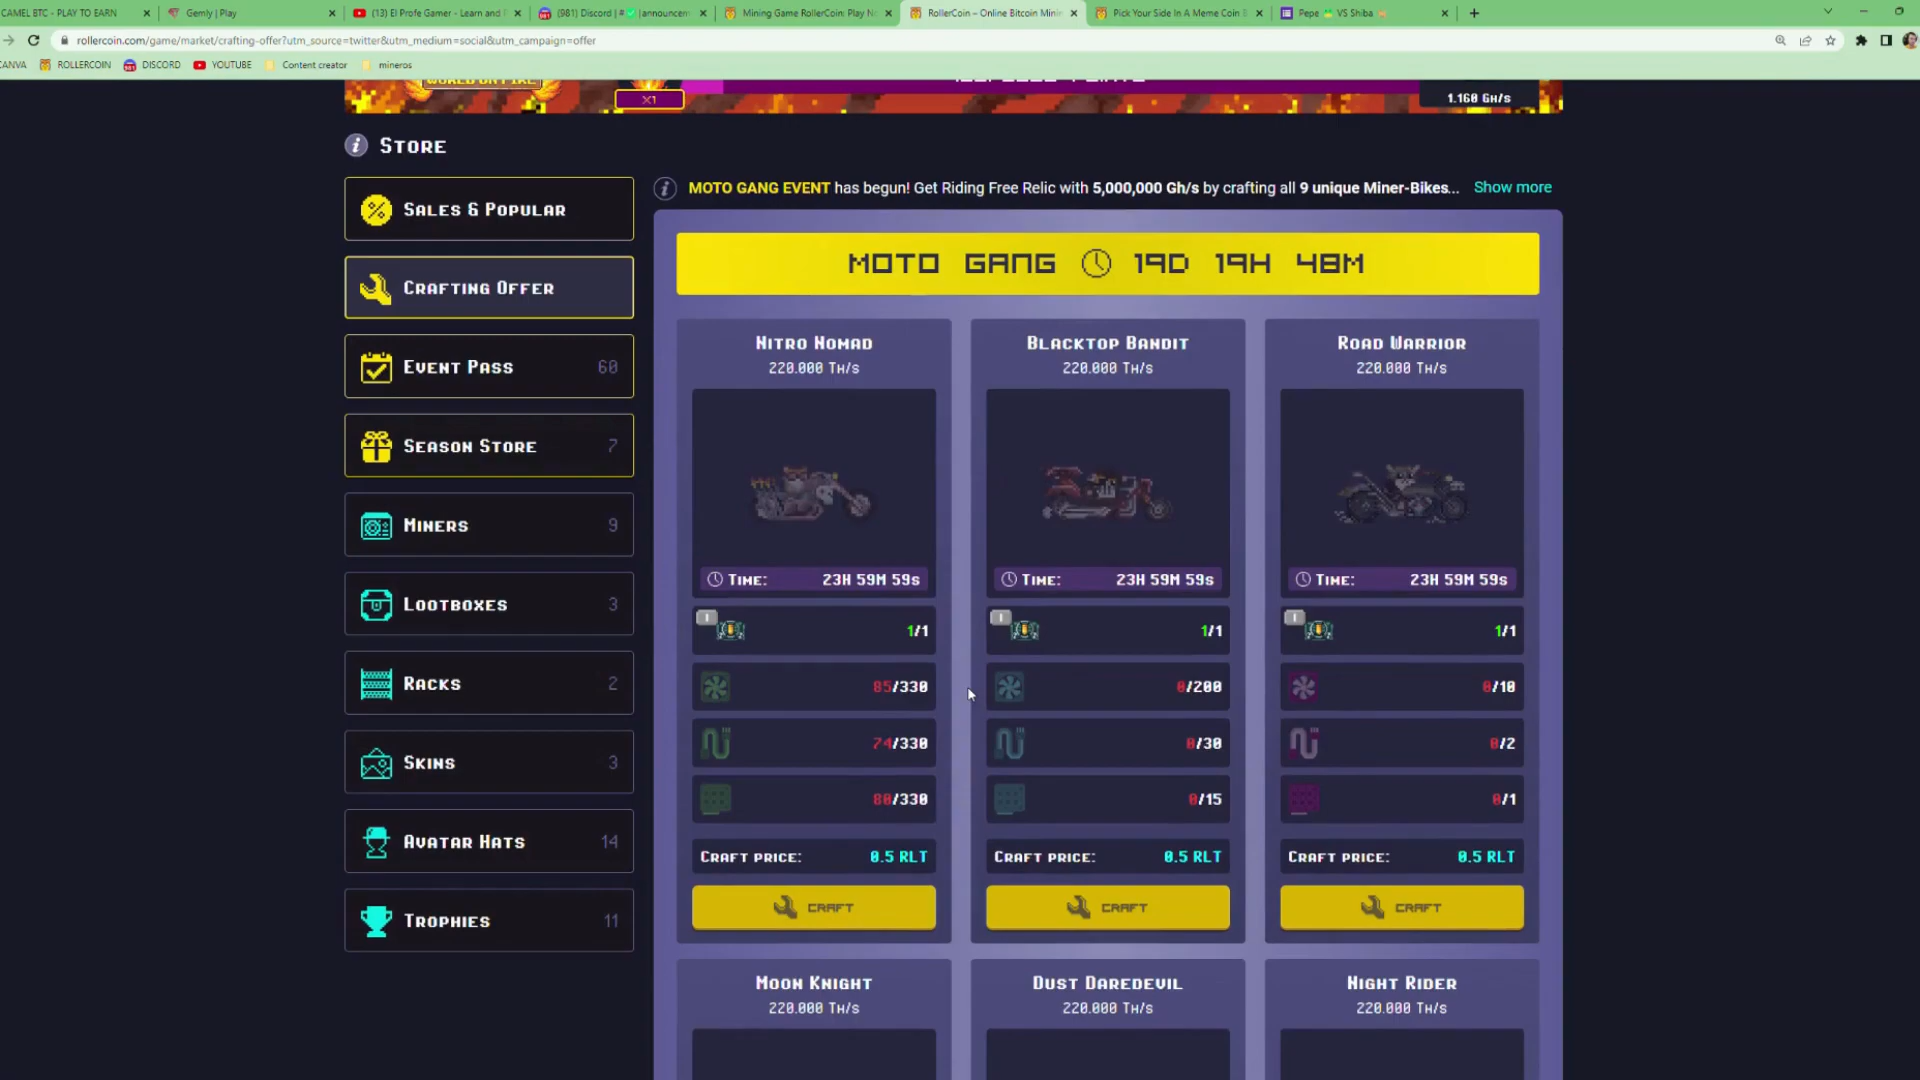 CAMEL BTC - PLAY TO EARN
Gemly | Play
(13) El Profe Gamer - Learn and
(981) Discord | # | announcem
Mining Game RollerCoin: Play N
RollerCoin – Online Bitcoin Minin
Pick Your Side In A Meme Coin
Pepe VS Shiba
rollercoin.com/game/market/crafting-offer?utm_source=twitter&utm_medium=social&utm_campaign=offer
CANVA ROLLERCOIN DISCORD YOUTUBE Content creator mineros
X1
1.160 GH/s
i Store
Sales & Popular
Crafting Offer
Event Pass 60
Season Store 7
Miners 9
Lootboxes 3
Racks 2
Skins 3
Avatar Hats 14
Trophies 11
i MOTO GANG EVENT has begun! Get Riding Free Relic with 5,000,000 Gh/s by crafting all 9 unique Miner-Bikes... Show more
MOTO GANG 19D 19H 48M
Nitro Nomad
220.000 Th/s
Time: 23H 59M 59s
I 1/1
85/330
74/330
80/330
Craft price: 0.5 RLT
CRAFT
Blacktop Bandit
220.000 Th/s
Time: 23H 59M 59s
I 1/1
0/200
0/30
0/15
Craft price: 0.5 RLT
CRAFT
Road Warrior
220.000 Th/s
Time: 23H 59M 59s
I 1/1
0/10
0/2
0/1
Craft price: 0.5 RLT
CRAFT
Moon Knight
220.000 Th/s
Dust Daredevil
220.000 Th/s
Night Rider
220.000 Th/s